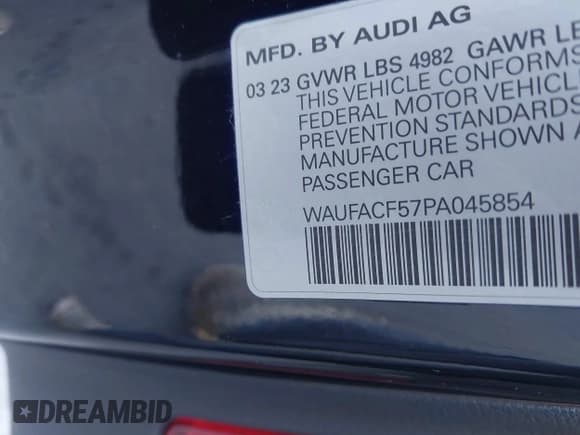 MFD. BY AUDI AG
03 23 GVWR LBS 4982 GAWR LB
THIS VEHICLE CONFORMS
FEDERAL MOTOR VEHICL
PREVENTION STANDARDS
MANUFACTURE SHOWN A
PASSENGER CAR
WAUFACF57PA045854
DREAMBID